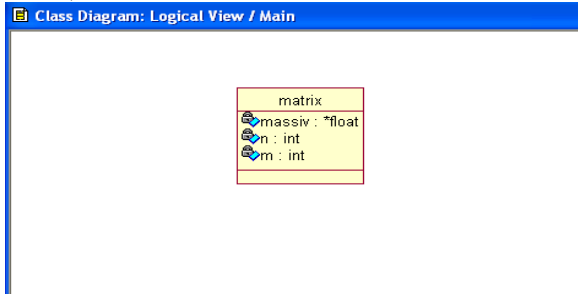 Class Diagram: Logical View / Main
matrix
massiv : *float
n : int
m : int